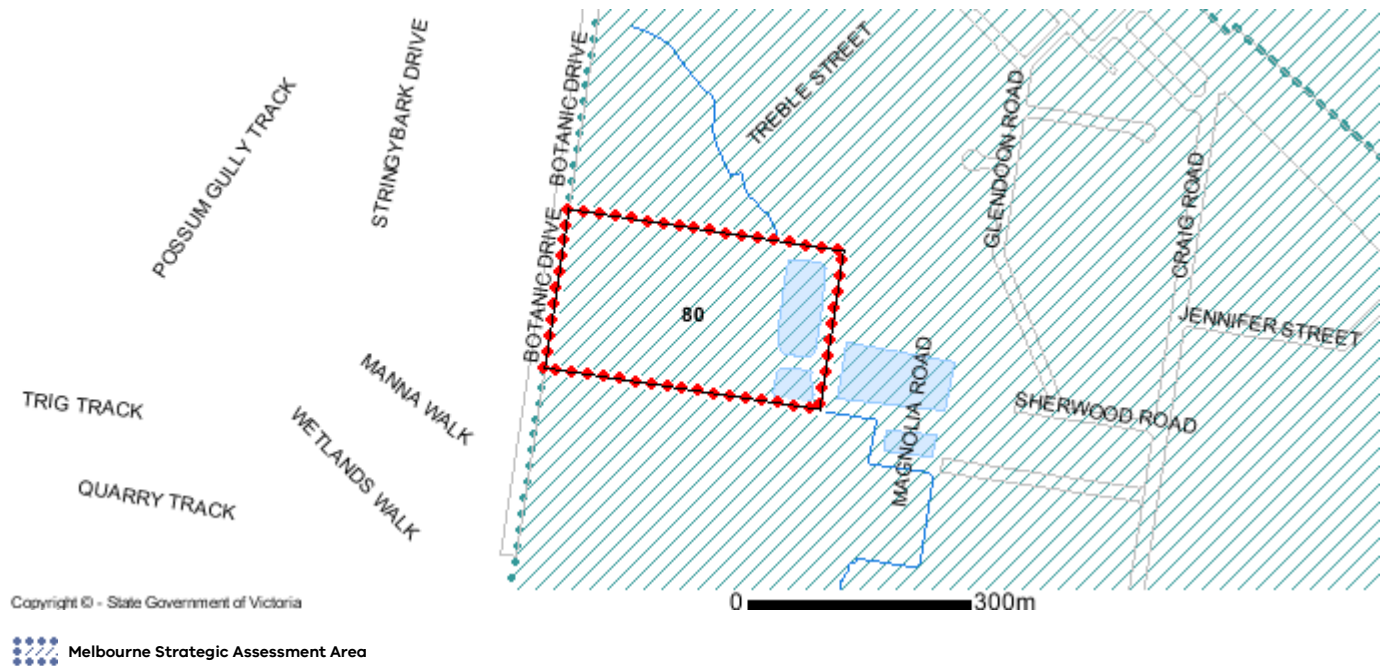 POSSUM GULLY TRACK
STRINGYBARK DRIVE
BOTANIC DRIVE
TREBLE STREET
GLENDOON ROAD
CRAIG ROAD
BOTANIC DRIVE
80
JENNIFER STREET
MANNA WALK
MAGNOLIA ROAD
TRIG TRACK
WETLANDS WALK
SHERWOOD ROAD
QUARRY TRACK
Copyright © - State Government of Victoria
0 300m
Melbourne Strategic Assessment Area